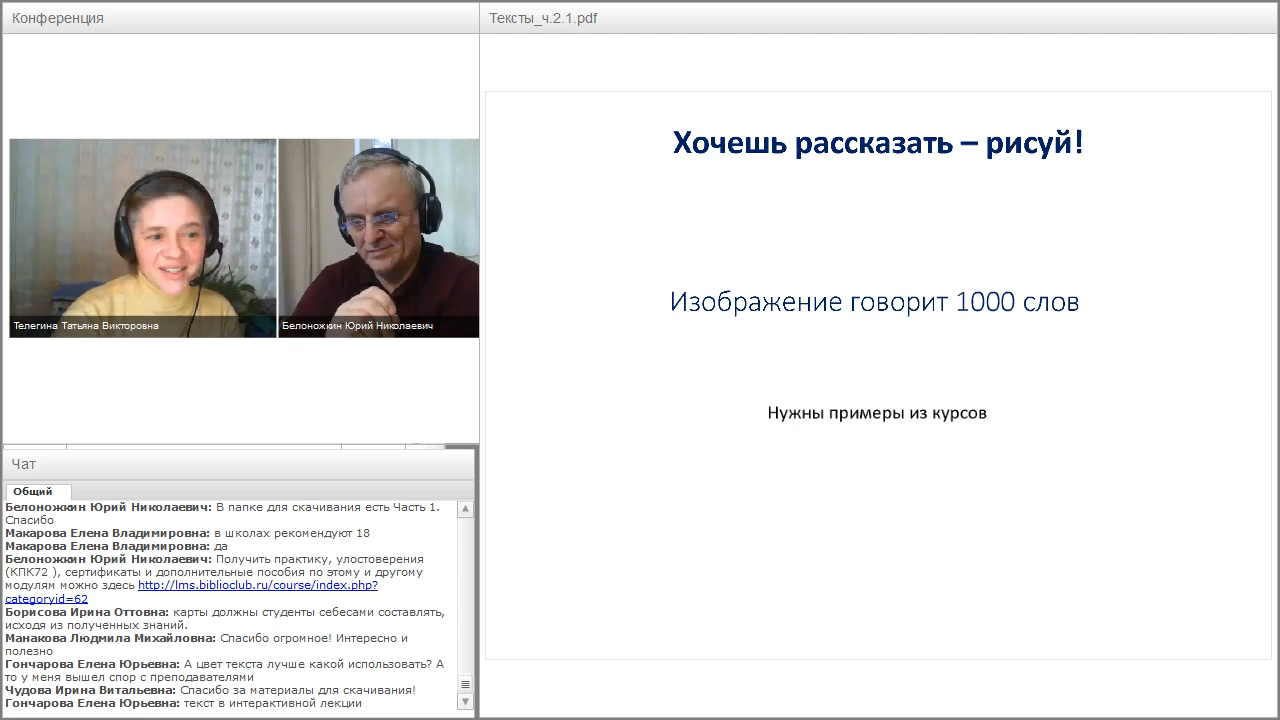 Конференция
Телегина Татьяна Викторовна
Белоножкин Юрий Николаевич
Чат
Общий
Белоножкин Юрий Николаевич: В папке для скачивания есть Часть 1.
Спасибо
Макарова Елена Владимировна: в школах рекомендуют 18
Макарова Елена Владимировна: да
Белоножкин Юрий Николаевич: Получить практику, удостоверения
(КПК72 ), сертификаты и дополнительные пособия по этому и другому
модулям можно здесь http://lms.biblioclub.ru/course/index.php?
categoryid=62
Борисова Ирина Оттовна: карты должны студенты себесами составлять,
исходя из полученных знаний.
Манакова Людмила Михайловна: Спасибо огромное! Интересно и
полезно
Гончарова Елена Юрьевна: А цвет текста лучше какой использовать? А
то у меня вышел спор с преподавателями
Чудова Ирина Витальевна: Спасибо за материалы для скачивания!
Гончарова Елена Юрьевна: текст в интерактивной лекции
Тексты_ч.2.1.pdf
Хочешь рассказать – рисуй!
Изображение говорит 1000 слов
Нужны примеры из курсов